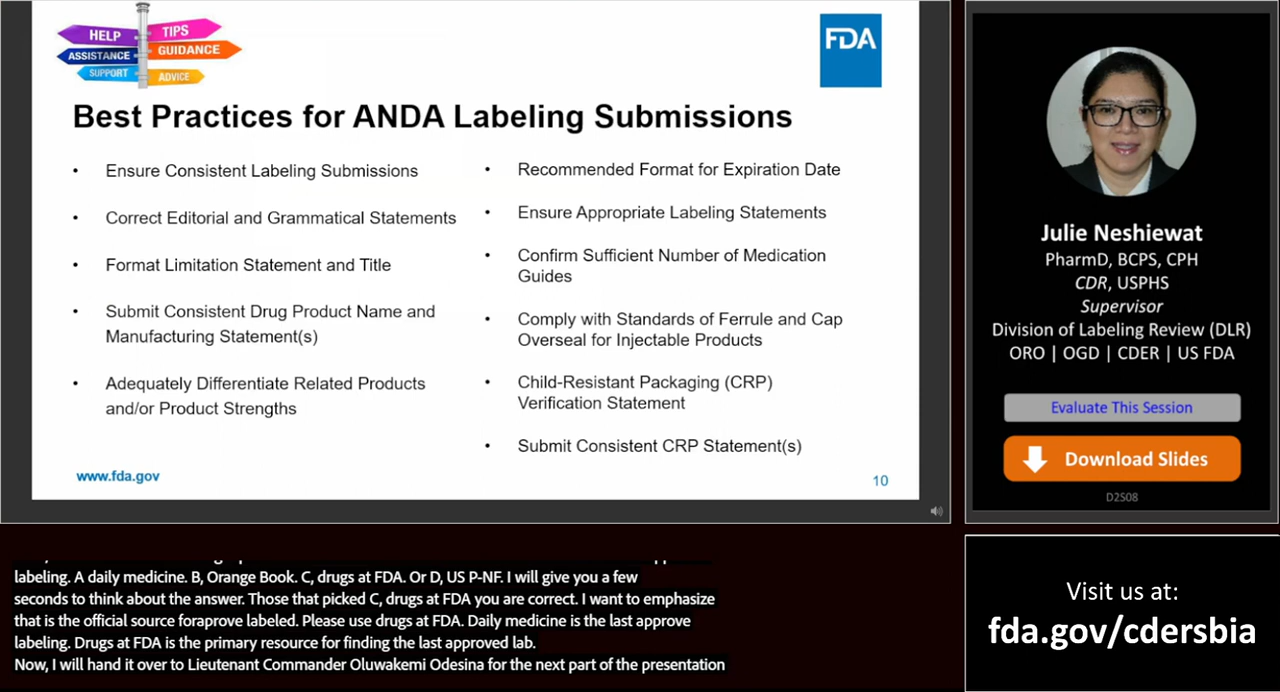 HELP
TIPS
ASSISTANCE
GUIDANCE
SUPPORT
ADVICE
FDA
Best Practices for ANDA Labeling Submissions
• Ensure Consistent Labeling Submissions
• Correct Editorial and Grammatical Statements
• Format Limitation Statement and Title
• Submit Consistent Drug Product Name and
Manufacturing Statement(s)
• Adequately Differentiate Related Products
and/or Product Strengths
• Recommended Format for Expiration Date
• Ensure Appropriate Labeling Statements
• Confirm Sufficient Number of Medication
Guides
• Comply with Standards of Ferrule and Cap
Overseal for Injectable Products
• Child-Resistant Packaging (CRP)
Verification Statement
• Submit Consistent CRP Statement(s)
www.fda.gov
10
Julie Neshiewat
PharmD, BCPS, CPH
CDR, USPHS
Supervisor
Division of Labeling Review (DLR)
ORO | OGD | CDER | US FDA
Evaluate This Session
Download Slides
D2S08
labeling. A daily medicine. B, Orange Book. C, drugs at FDA. Or D, US P-NF. I will give you a few
seconds to think about the answer. Those that picked C, drugs at FDA you are correct. I want to emphasize
that is the official source foraprove labeled. Please use drugs at FDA. Daily medicine is the last approve
labeling. Drugs at FDA is the primary resource for finding the last approved lab.
Now, I will hand it over to Lieutenant Commander Oluwakemi Odesina for the next part of the presentation
Visit us at:
fda.gov/cdersbia